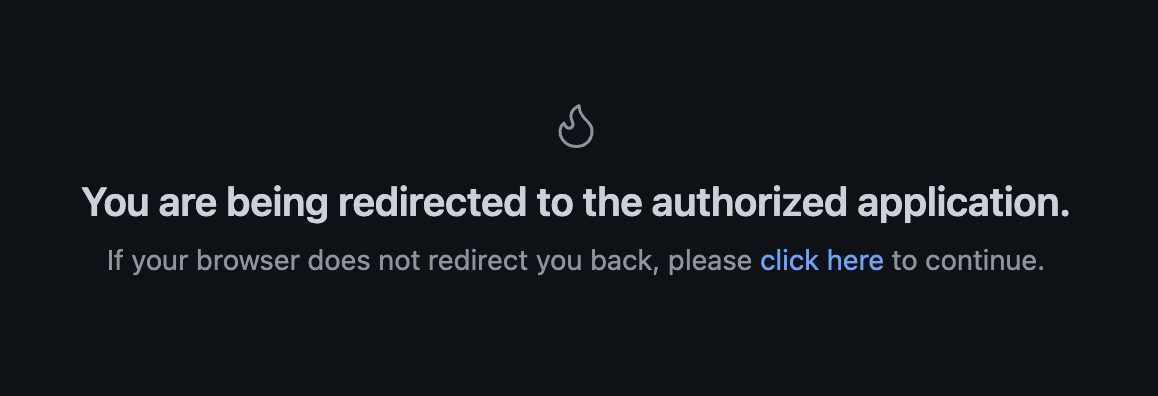 You are being redirected to the authorized application.
If your browser does not redirect you back, please click here to continue.